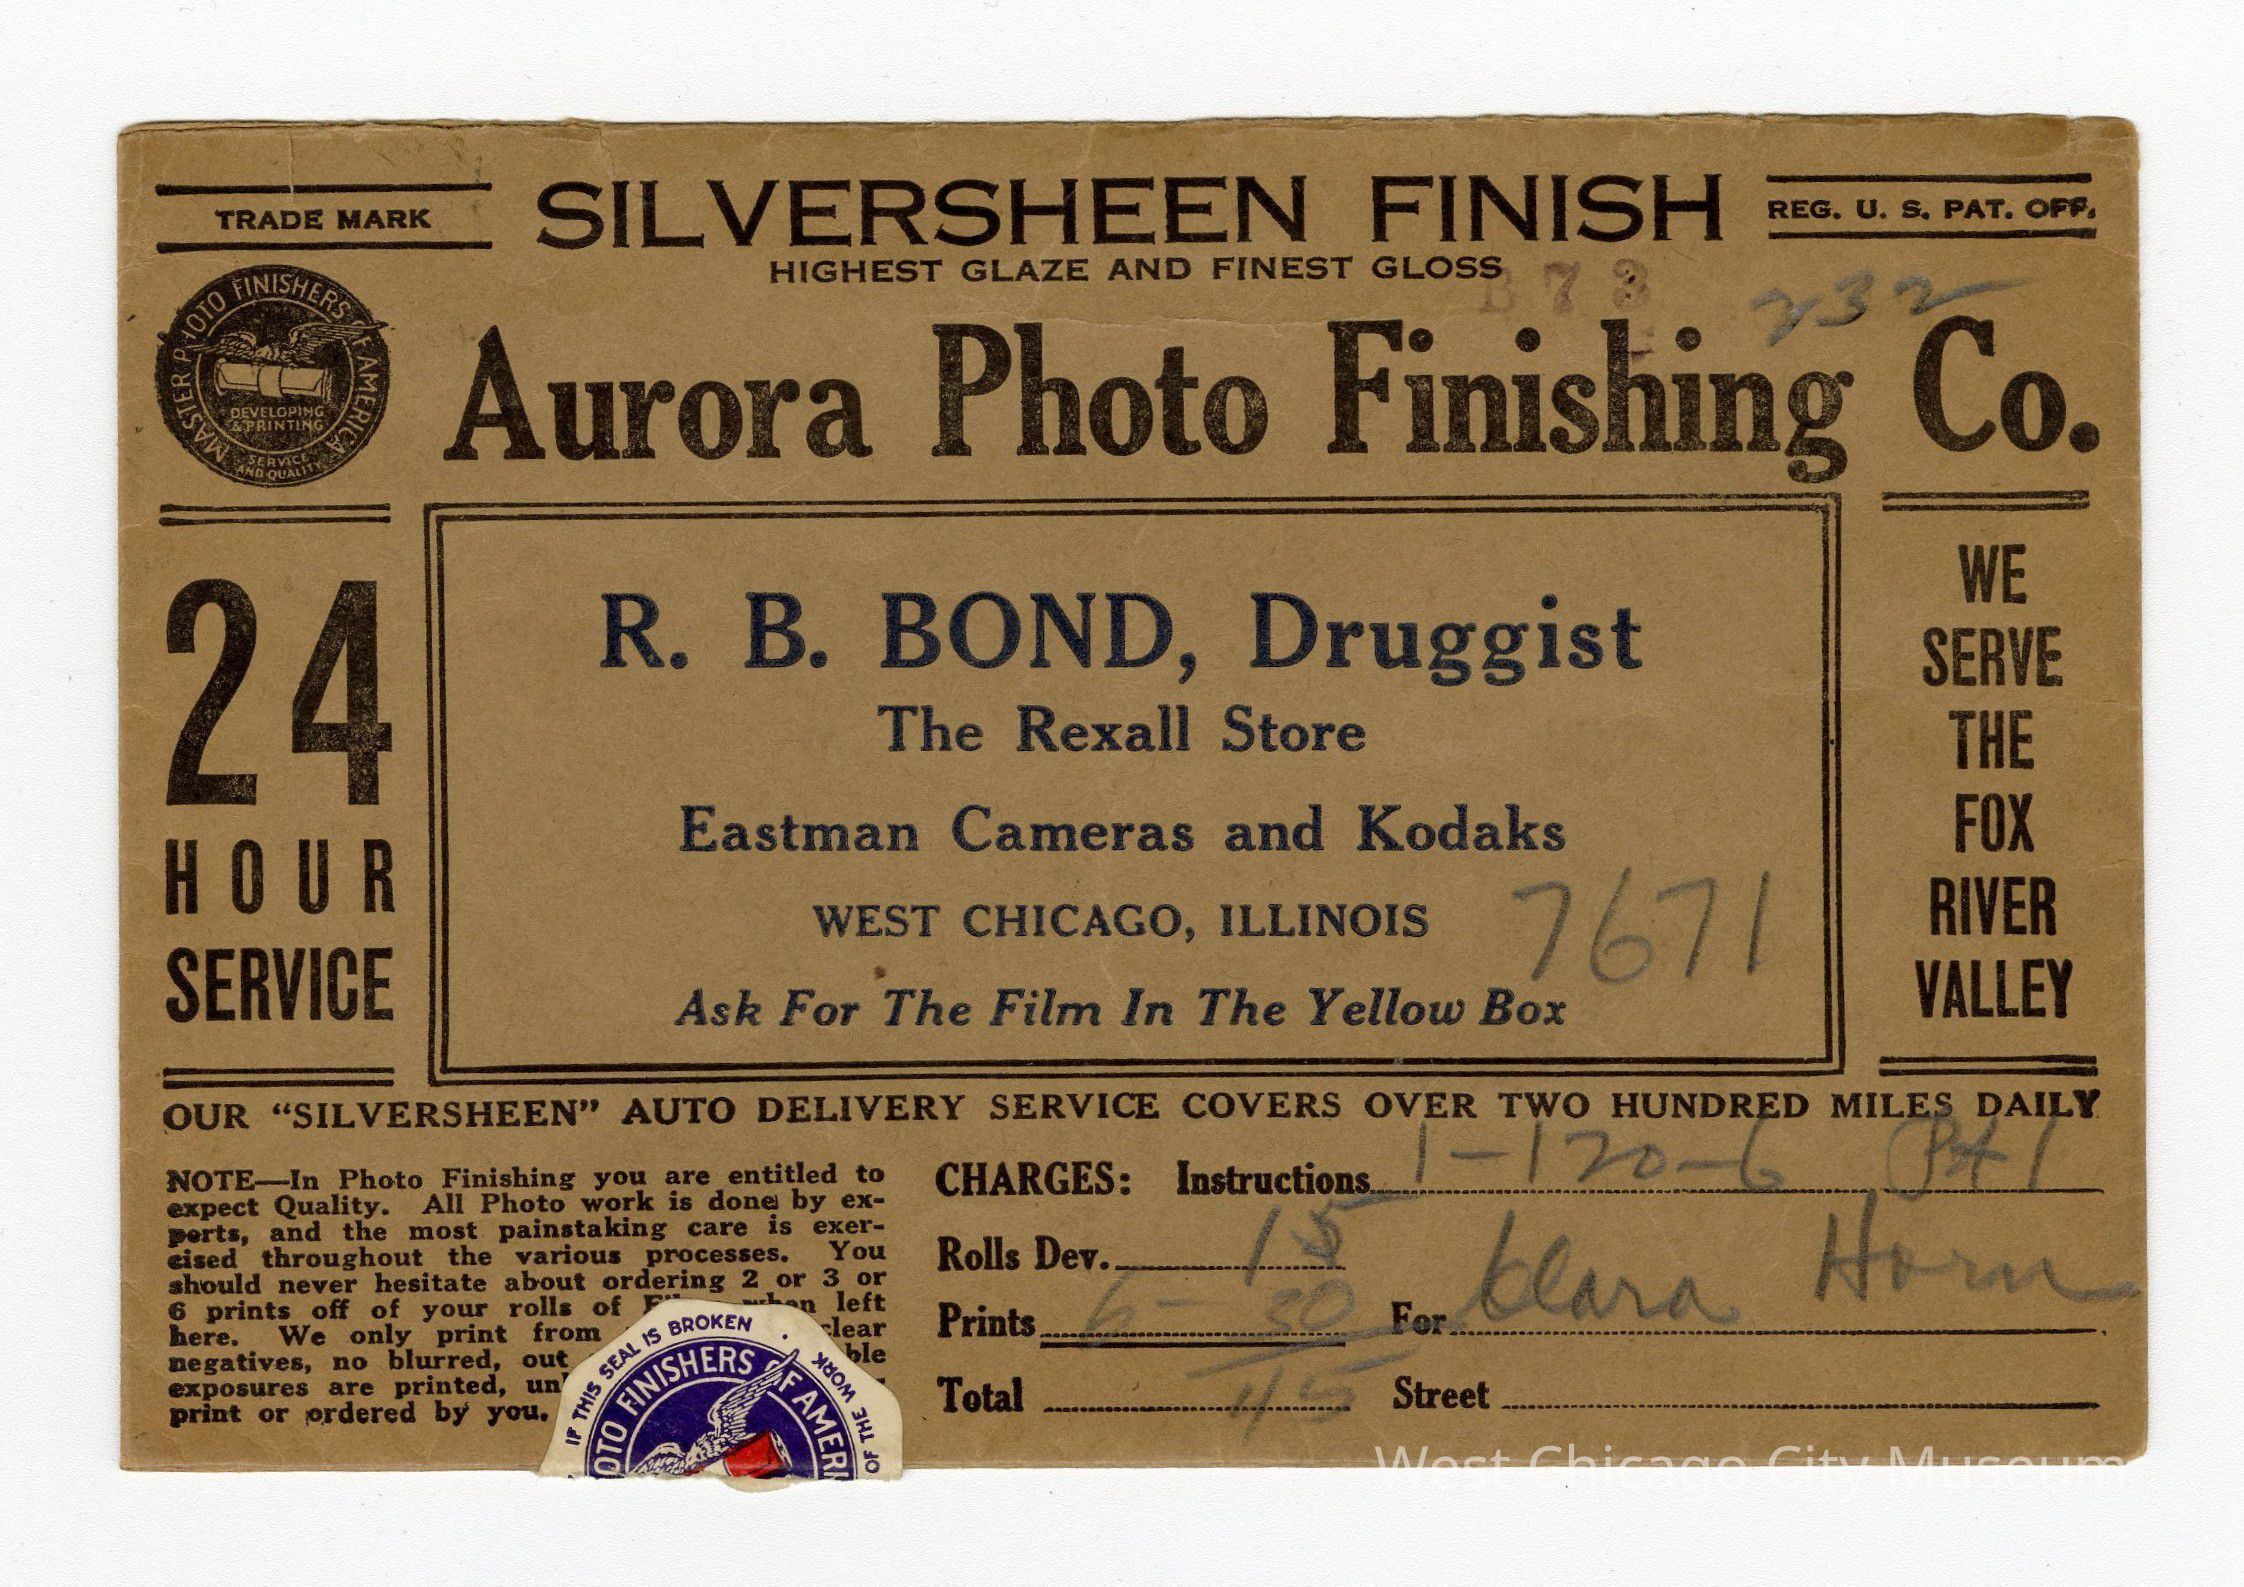 TRADE MARK
SILVERSHEEN FINISH
REG. U. S. PAT. OFF.
HIGHEST GLAZE AND FINEST GLOSS
232
MASTER PHOTO FINISHERS OF AMERICA
DEVELOPING
& PRINTING
SERVICE
AND QUALITY
Aurora Photo Finishing Co.
24
HOUR
SERVICE
R. B. BOND, Druggist
The Rexall Store
Eastman Cameras and Kodaks
WEST CHICAGO, ILLINOIS
7671
Ask For The Film In The Yellow Box
WE
SERVE
THE
FOX
RIVER
VALLEY
OUR "SILVERSHEEN" AUTO DELIVERY SERVICE COVERS OVER TWO HUNDRED MILES DAILY
NOTE—In Photo Finishing you are entitled to
expect Quality. All Photo work is done by ex-
perts, and the most painstaking care is exer-
cised throughout the various processes. You
should never hesitate about ordering 2 or 3 or
6 prints off of your rolls of when left
here. We only print from clear
negatives, no blurred, out
exposures are printed,
print or ordered by you.
IF THIS SEAL IS BROKEN
OF THE WORK
PHOTO FINISHERS OF AMERI
CHARGES: Instructions 1-120-6
Rolls Dev. 15
Prints 6- 30
Total 45
For Klara Horn
Street
West Chicago City Museum